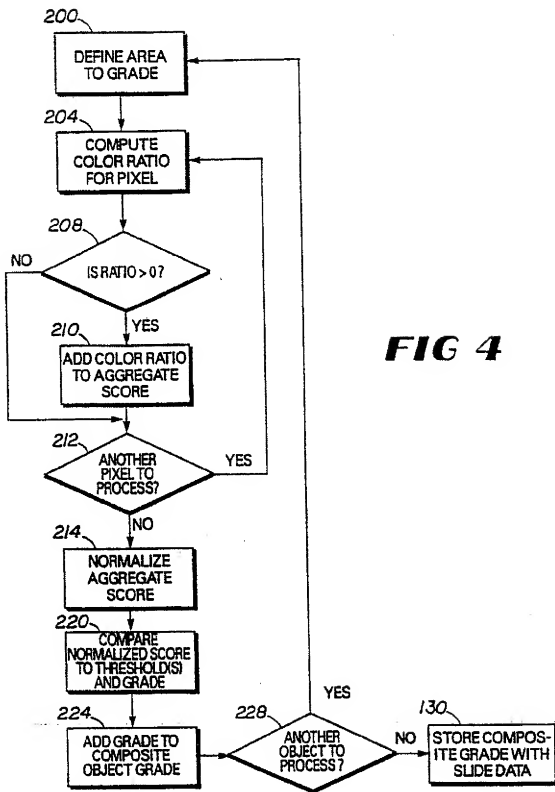 200
DEFINE AREA
TO GRADE
204
COMPUTE
COLOR RATIO
FOR PIXEL
208
NO
IS RATIO > 0 ?
YES
210
ADD COLOR RATIO
TO AGGREGATE
SCORE
FIG 4
212
ANOTHER
PIXEL TO
PROCESS?
YES
NO
214
NORMALIZE
AGGREGATE
SCORE
220
COMPARE
NORMALIZED SCORE
TO THRESHOLD(S)
AND GRADE
224
ADD GRADE TO
COMPOSITE
OBJECT GRADE
228
YES
ANOTHER
OBJECT TO
PROCESS ?
NO
130
STORE COMPOS-
ITE GRADE WITH
SLIDE DATA